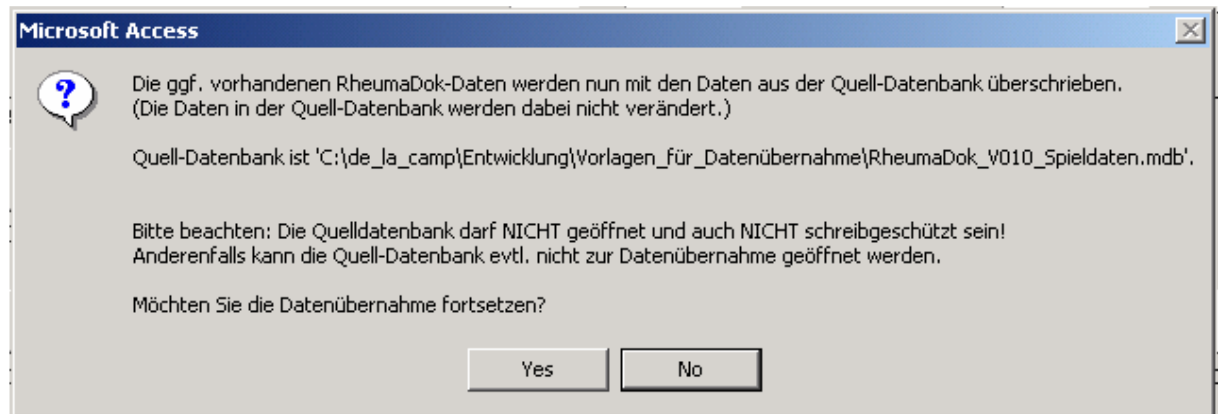 Microsoft Access
Die ggf. vorhandenen RheumaDok-Daten werden nun mit den Daten aus der Quell-Datenbank überschrieben.
(Die Daten in der Quell-Datenbank werden dabei nicht verändert.)
Quell-Datenbank ist 'C:\de_la_camp\Entwicklung\Vorlagen_für_Datenübernahme\RheumaDok_V010_Spieldaten.mdb'.
Bitte beachten: Die Quelldatenbank darf NICHT geöffnet und auch NICHT schreibgeschützt sein!
Anderenfalls kann die Quell-Datenbank evtl. nicht zur Datenübernahme geöffnet werden.
Möchten Sie die Datenübernahme fortsetzen?
Yes No